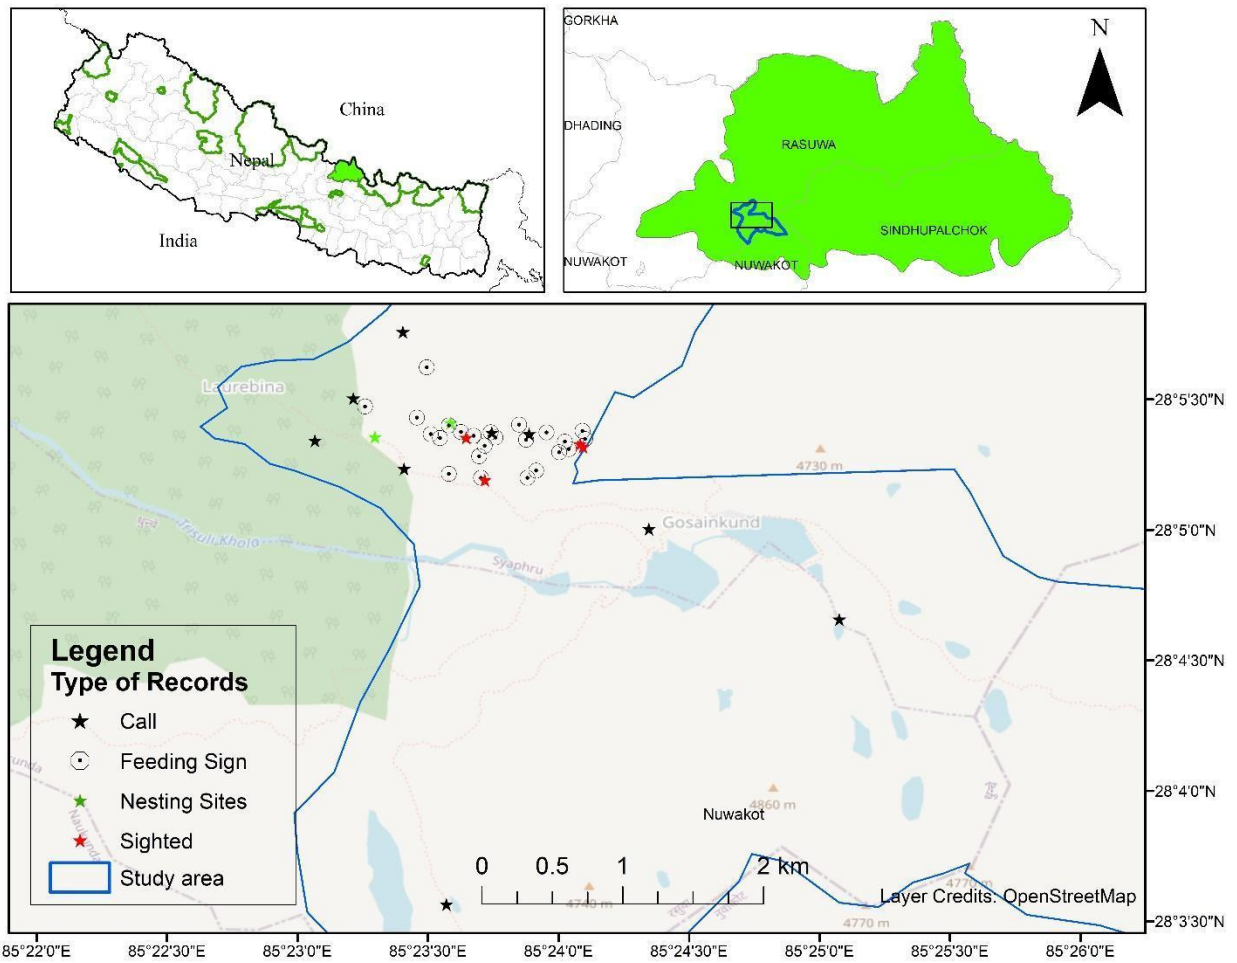 China
Nepal
India
GORKHA
N
DHADING
RASUWA
SINDHUPALCHOK
NUWAKOT
NUWAKOT
Laurebina
4730 m
Gosainkund
Trisuli Khola
Syaphru
Legend
Type of Records
Call
Feeding Sign
Nesting Sites
Sighted
Study area
unda
Naukunda
4860 m
Nuwakot
0 0.5 1 2 km
4740 m
4770 m
Layer Credits: OpenStreetMap
4770 m
28°5'30"N
28°5'0"N
28°4'30"N
28°4'0"N
28°3'30"N
85°22'0"E 85°22'30"E 85°23'0"E 85°23'30"E 85°24'0"E 85°24'30"E 85°25'0"E 85°25'30"E 85°26'0"E